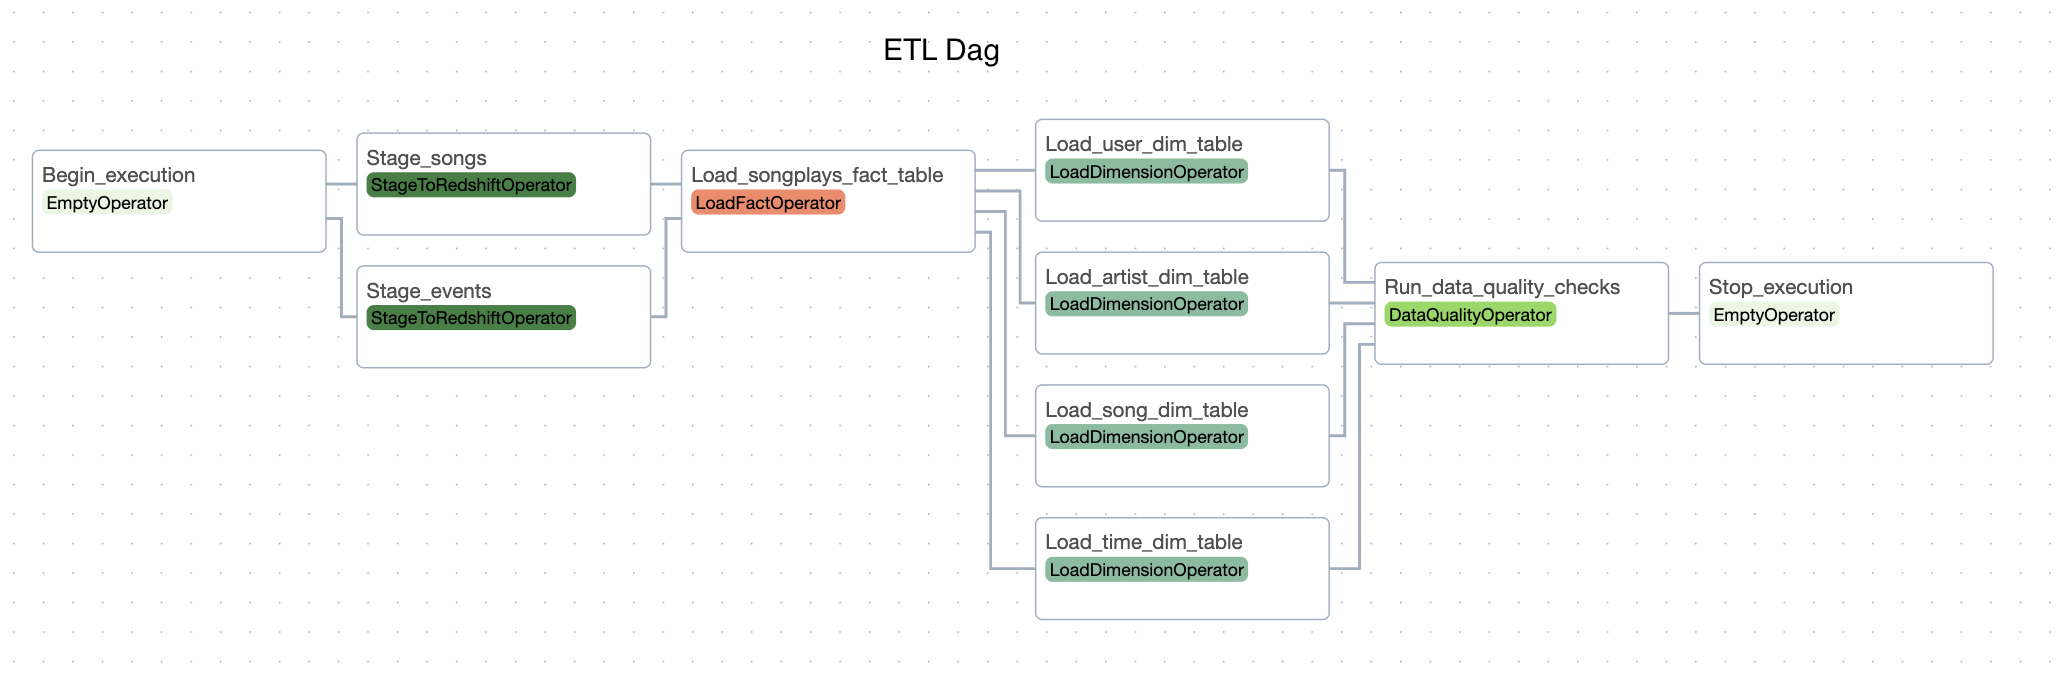 ETL Dag
Begin_execution
EmptyOperator
Stage_songs
StageToRedshiftOperator
Stage_events
StageToRedshiftOperator
Load_songplays_fact_table
LoadFactOperator
Load_user_dim_table
LoadDimensionOperator
Load_artist_dim_table
LoadDimensionOperator
Load_song_dim_table
LoadDimensionOperator
Load_time_dim_table
LoadDimensionOperator
Run_data_quality_checks
DataQualityOperator
Stop_execution
EmptyOperator